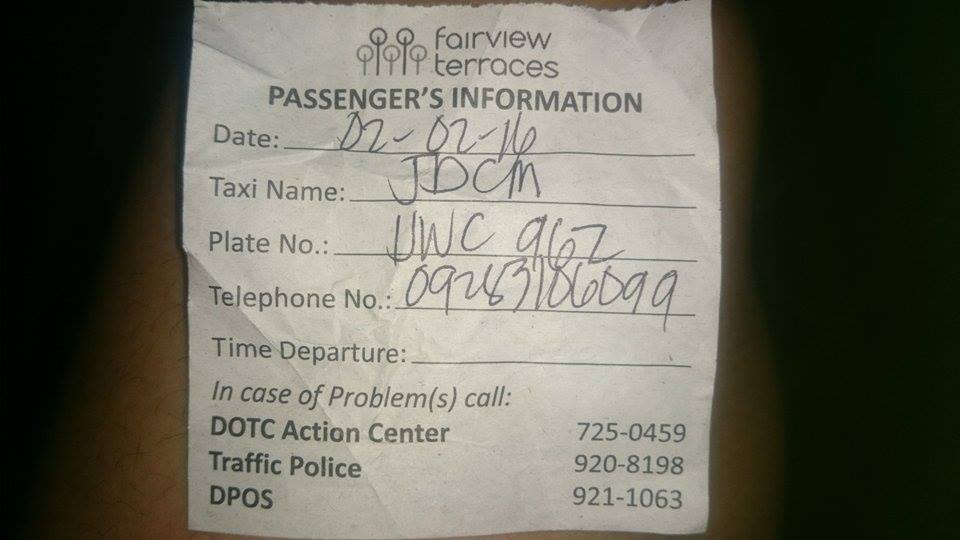 fairview
terraces
PASSENGER'S INFORMATION
Date: 02-02-16
Taxi Name: JDCM
Plate No.: UWC 962
Telephone No.: 09283186099
Time Departure:
In case of Problem(s) call:
DOTC Action Center 725-0459
Traffic Police 920-8198
DPOS 921-1063